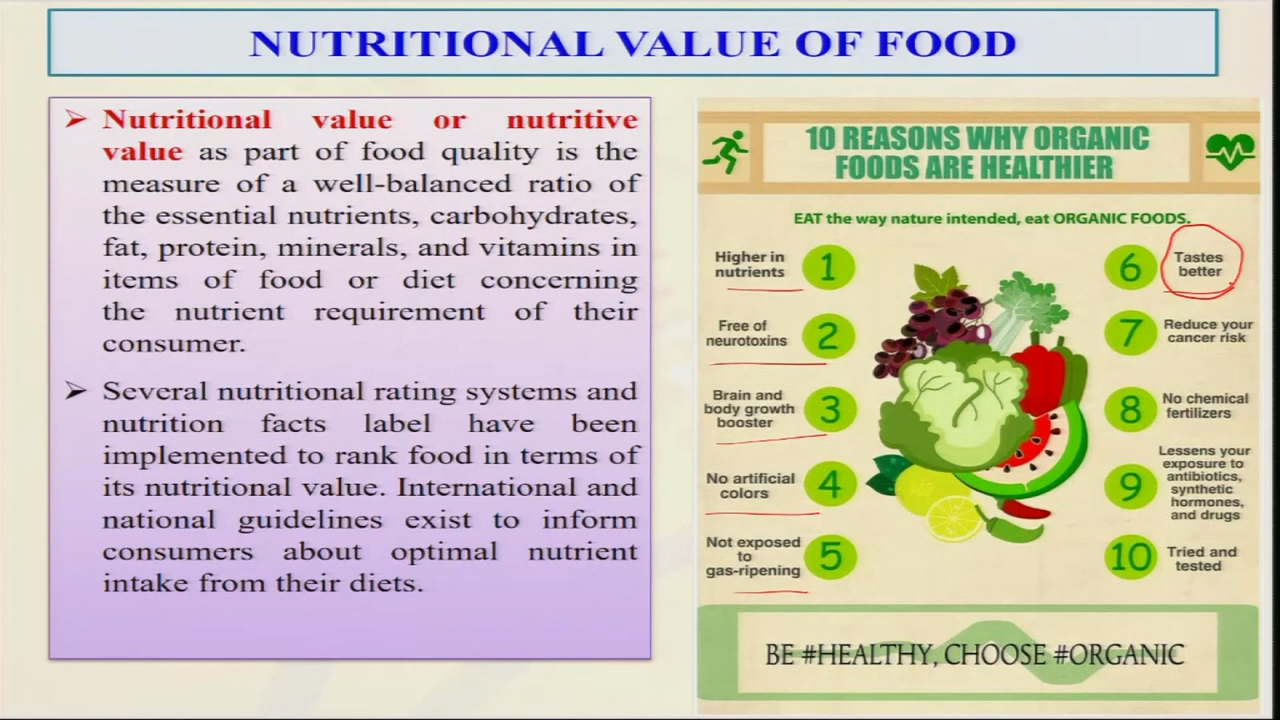 NUTRITIONAL VALUE OF FOOD
➢ Nutritional value or nutritive
value as part of food quality is the
measure of a well-balanced ratio of
the essential nutrients, carbohydrates,
fat, protein, minerals, and vitamins in
items of food or diet concerning
the nutrient requirement of their
consumer.
➢ Several nutritional rating systems and
nutrition facts label have been
implemented to rank food in terms of
its nutritional value. International and
national guidelines exist to inform
consumers about optimal nutrient
intake from their diets.
10 REASONS WHY ORGANIC
FOODS ARE HEALTHIER
EAT the way nature intended, eat ORGANIC FOODS.
Higher in
nutrients
1
Free of
neurotoxins
2
Brain and
body growth
booster
3
No artificial
colors
4
Not exposed
to
gas-ripening
5
6
Tastes
better
7
Reduce your
cancer risk
8
No chemical
fertilizers
9
Lessens your
exposure to
antibiotics,
synthetic
hormones,
and drugs
10
Tried and
tested
BE #HEALTHY, CHOOSE #ORGANIC